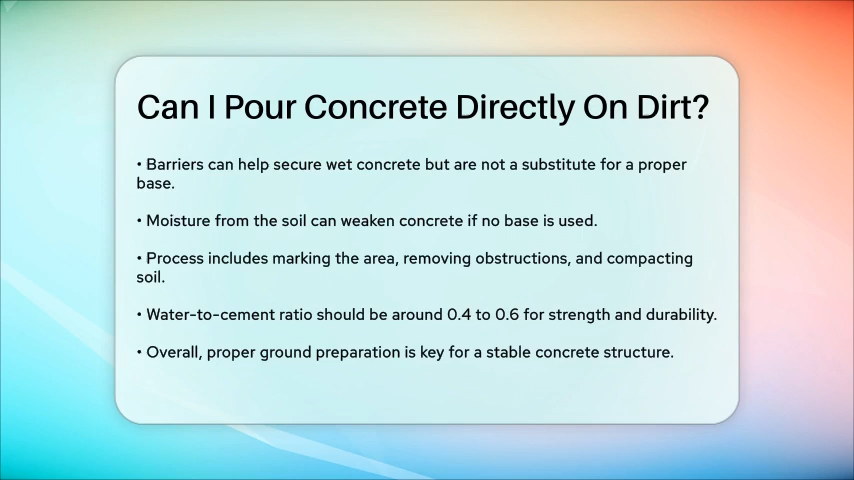 Can I Pour Concrete Directly On Dirt?
• Barriers can help secure wet concrete but are not a substitute for a proper
base.
• Moisture from the soil can weaken concrete if no base is used.
• Process includes marking the area, removing obstructions, and compacting
soil.
• Water-to-cement ratio should be around 0.4 to 0.6 for strength and durability.
• Overall, proper ground preparation is key for a stable concrete structure.